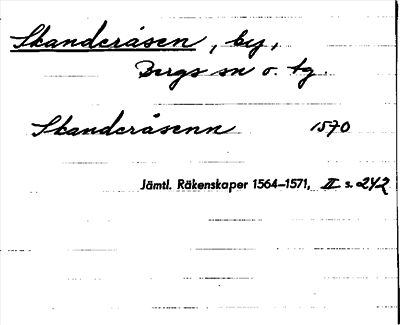 Skanderåsen, by,
Bergs sn o. tg.
Skanderåsenn 1570
Jämtl. Räkenskaper 1564–1571, II s. 242